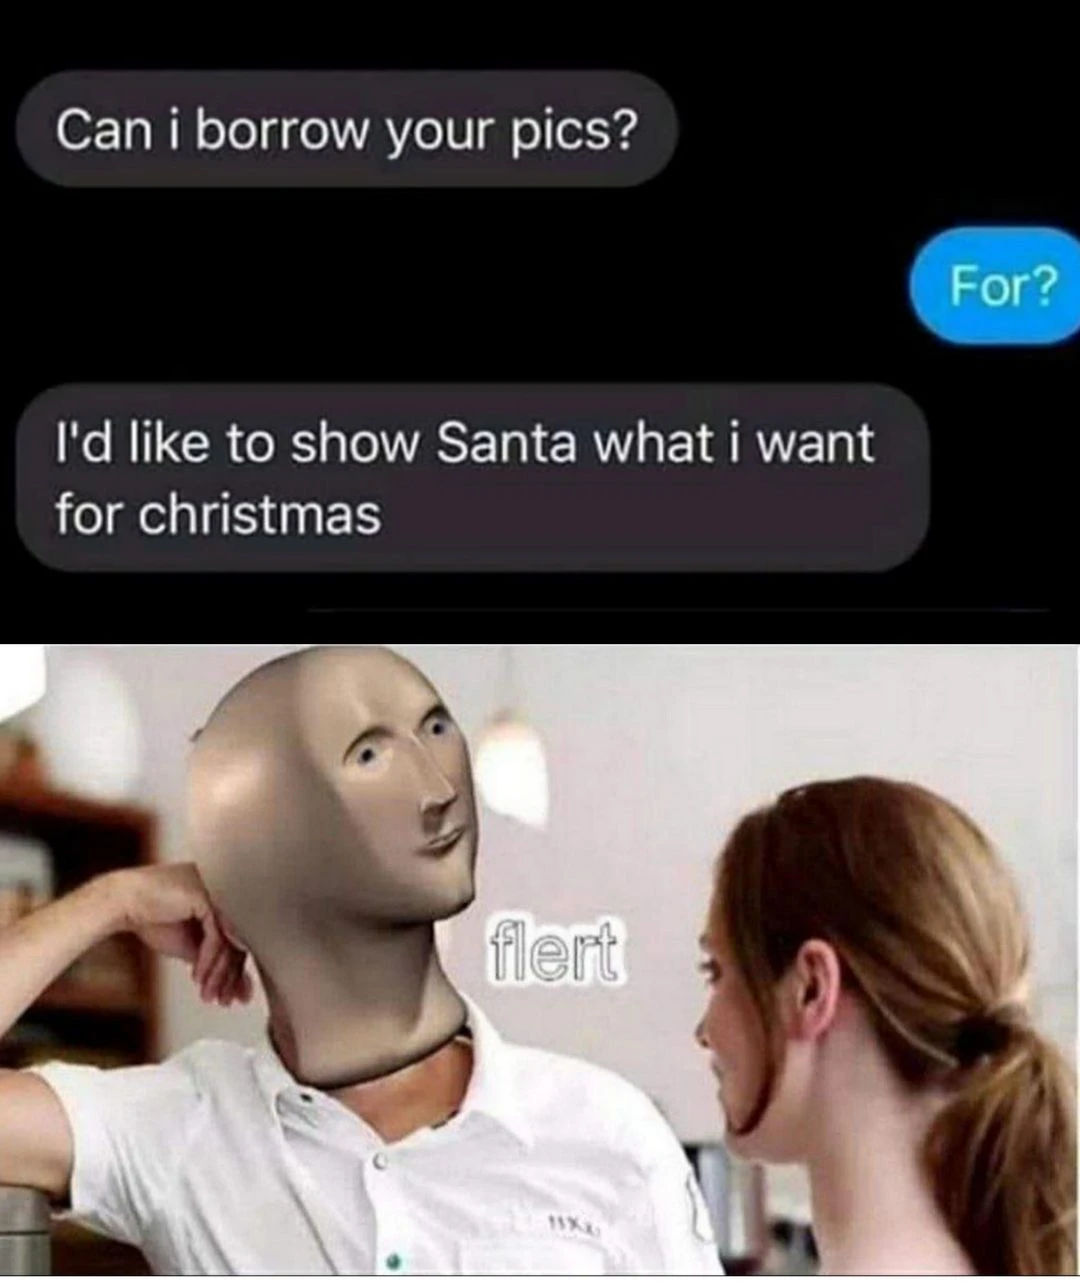 Can i borrow your pics?
For?
I'd like to show Santa what i want
for christmas
flert